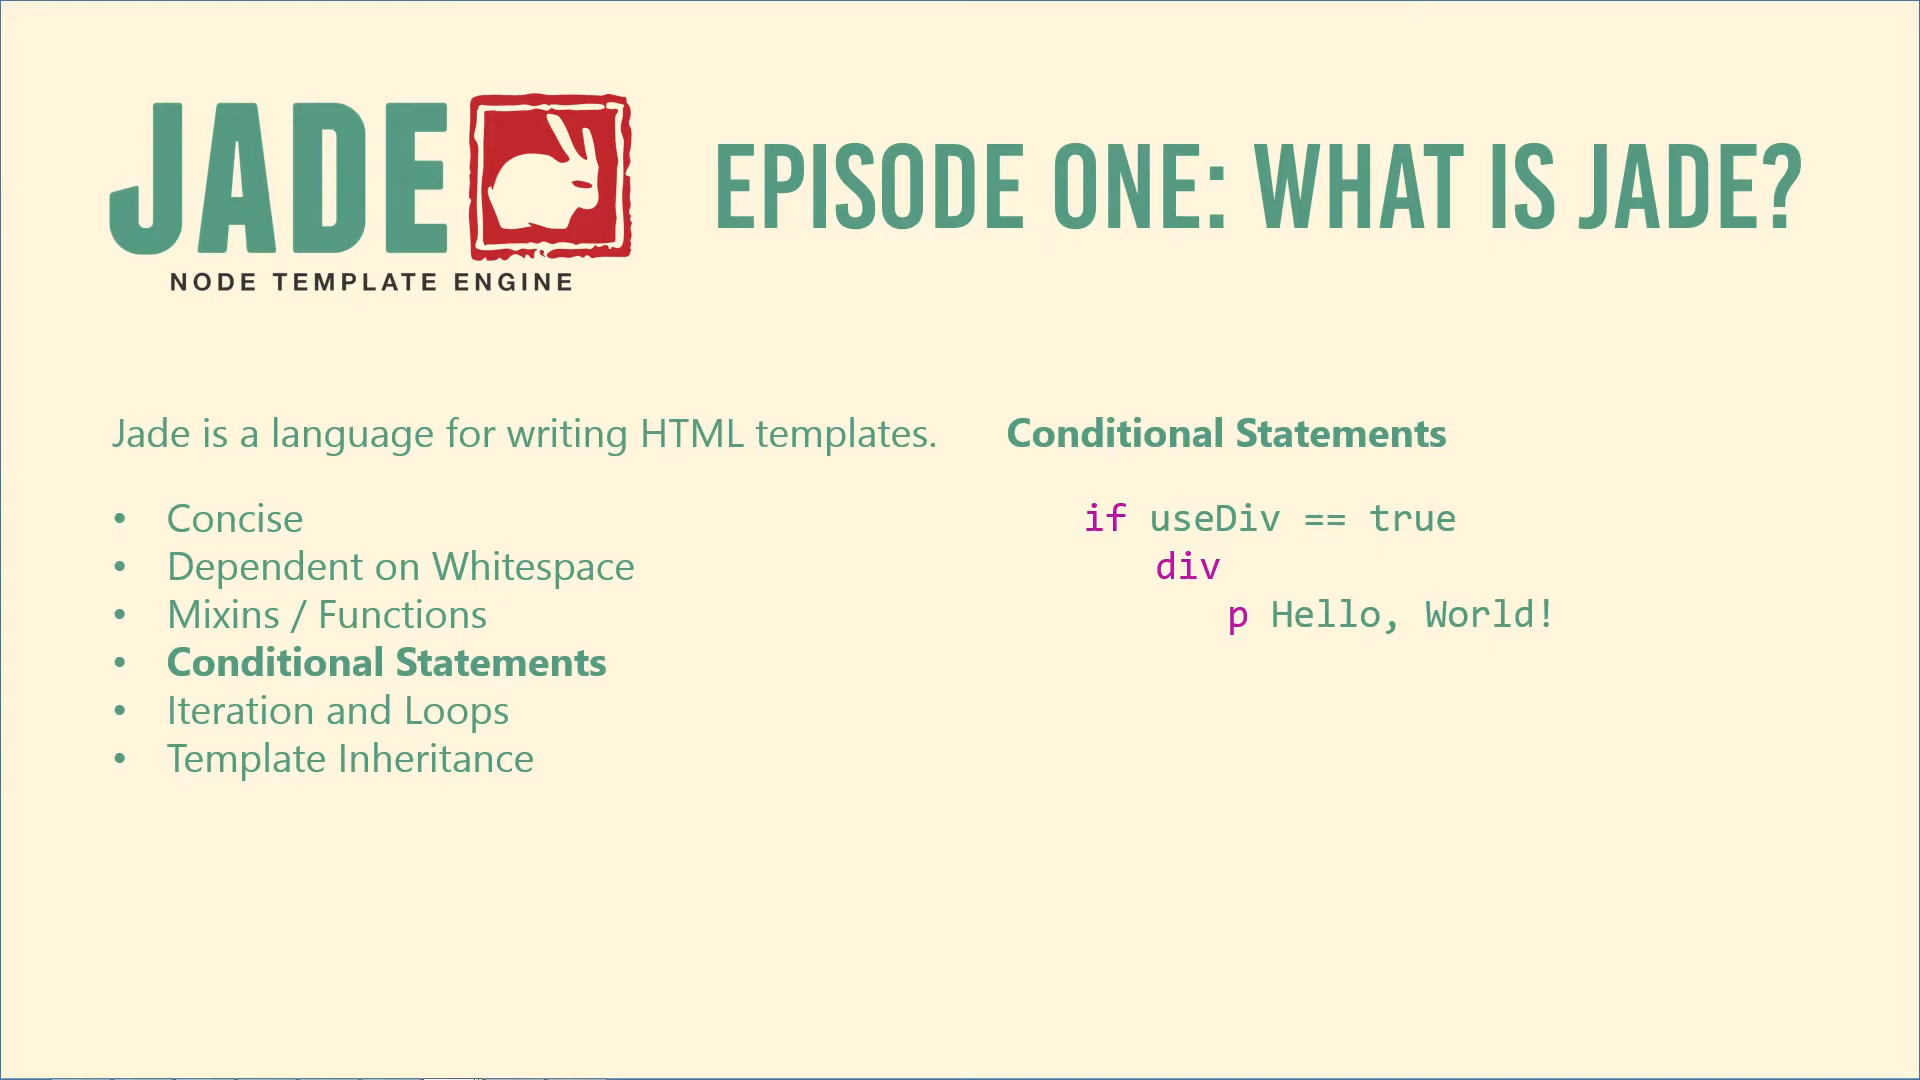 JADE
NODE TEMPLATE ENGINE
EPISODE ONE: WHAT IS JADE?
Jade is a language for writing HTML templates.
• Concise
• Dependent on Whitespace
• Mixins / Functions
• Conditional Statements
• Iteration and Loops
• Template Inheritance
Conditional Statements
if useDiv == true
div
p Hello, World!